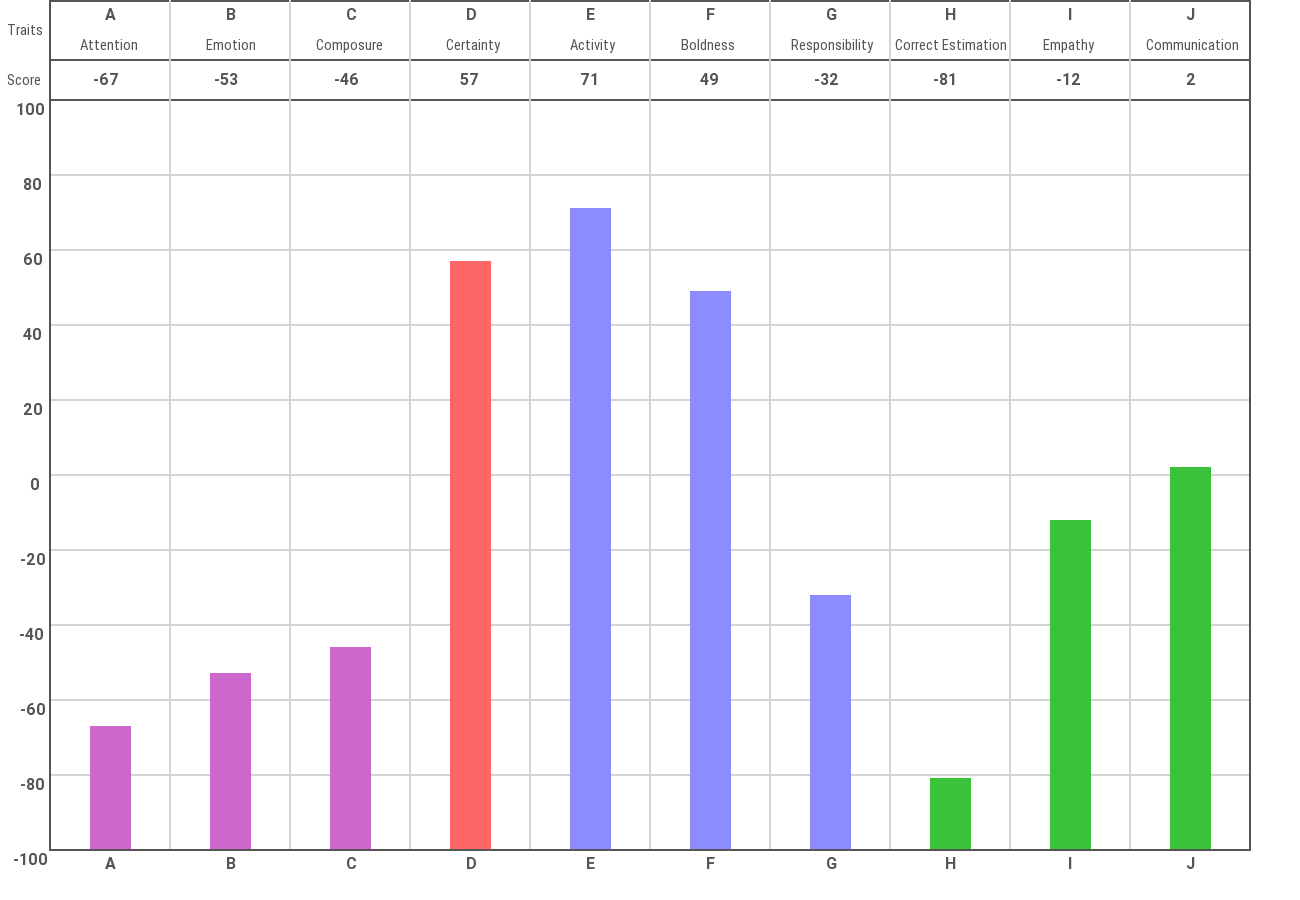 A B C D E F G H I J
Traits
Attention Emotion Composure Certainty Activity Boldness Responsibility Correct Estimation Empathy Communication
Score -67 -53 -46 57 71 49 -32 -81 -12 2
100
80
60
40
20
0
-20
-40
-60
-80
-100
A B C D E F G H I J